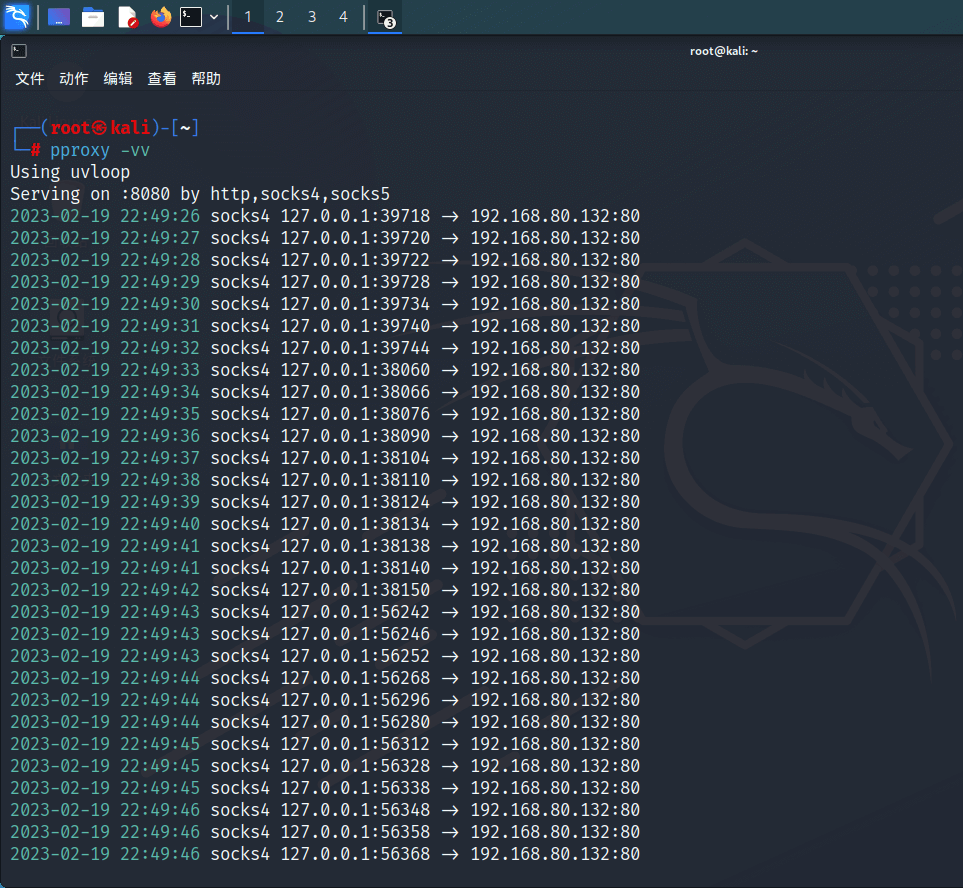 1 2 3 4 3
root@kali: ~
文件 动作 编辑 查看 帮助
┌──(root㉿kali)-[~]
└─# pproxy -vv
Using uvloop
Serving on :8080 by http,socks4,socks5
2023-02-19 22:49:26 socks4 127.0.0.1:39718 → 192.168.80.132:80
2023-02-19 22:49:27 socks4 127.0.0.1:39720 → 192.168.80.132:80
2023-02-19 22:49:28 socks4 127.0.0.1:39722 → 192.168.80.132:80
2023-02-19 22:49:29 socks4 127.0.0.1:39728 → 192.168.80.132:80
2023-02-19 22:49:30 socks4 127.0.0.1:39734 → 192.168.80.132:80
2023-02-19 22:49:31 socks4 127.0.0.1:39740 → 192.168.80.132:80
2023-02-19 22:49:32 socks4 127.0.0.1:39744 → 192.168.80.132:80
2023-02-19 22:49:33 socks4 127.0.0.1:38060 → 192.168.80.132:80
2023-02-19 22:49:34 socks4 127.0.0.1:38066 → 192.168.80.132:80
2023-02-19 22:49:35 socks4 127.0.0.1:38076 → 192.168.80.132:80
2023-02-19 22:49:36 socks4 127.0.0.1:38090 → 192.168.80.132:80
2023-02-19 22:49:37 socks4 127.0.0.1:38104 → 192.168.80.132:80
2023-02-19 22:49:38 socks4 127.0.0.1:38110 → 192.168.80.132:80
2023-02-19 22:49:39 socks4 127.0.0.1:38124 → 192.168.80.132:80
2023-02-19 22:49:40 socks4 127.0.0.1:38134 → 192.168.80.132:80
2023-02-19 22:49:41 socks4 127.0.0.1:38138 → 192.168.80.132:80
2023-02-19 22:49:41 socks4 127.0.0.1:38140 → 192.168.80.132:80
2023-02-19 22:49:42 socks4 127.0.0.1:38150 → 192.168.80.132:80
2023-02-19 22:49:43 socks4 127.0.0.1:56242 → 192.168.80.132:80
2023-02-19 22:49:43 socks4 127.0.0.1:56246 → 192.168.80.132:80
2023-02-19 22:49:43 socks4 127.0.0.1:56252 → 192.168.80.132:80
2023-02-19 22:49:44 socks4 127.0.0.1:56268 → 192.168.80.132:80
2023-02-19 22:49:44 socks4 127.0.0.1:56296 → 192.168.80.132:80
2023-02-19 22:49:44 socks4 127.0.0.1:56280 → 192.168.80.132:80
2023-02-19 22:49:45 socks4 127.0.0.1:56312 → 192.168.80.132:80
2023-02-19 22:49:45 socks4 127.0.0.1:56328 → 192.168.80.132:80
2023-02-19 22:49:45 socks4 127.0.0.1:56338 → 192.168.80.132:80
2023-02-19 22:49:46 socks4 127.0.0.1:56348 → 192.168.80.132:80
2023-02-19 22:49:46 socks4 127.0.0.1:56358 → 192.168.80.132:80
2023-02-19 22:49:46 socks4 127.0.0.1:56368 → 192.168.80.132:80